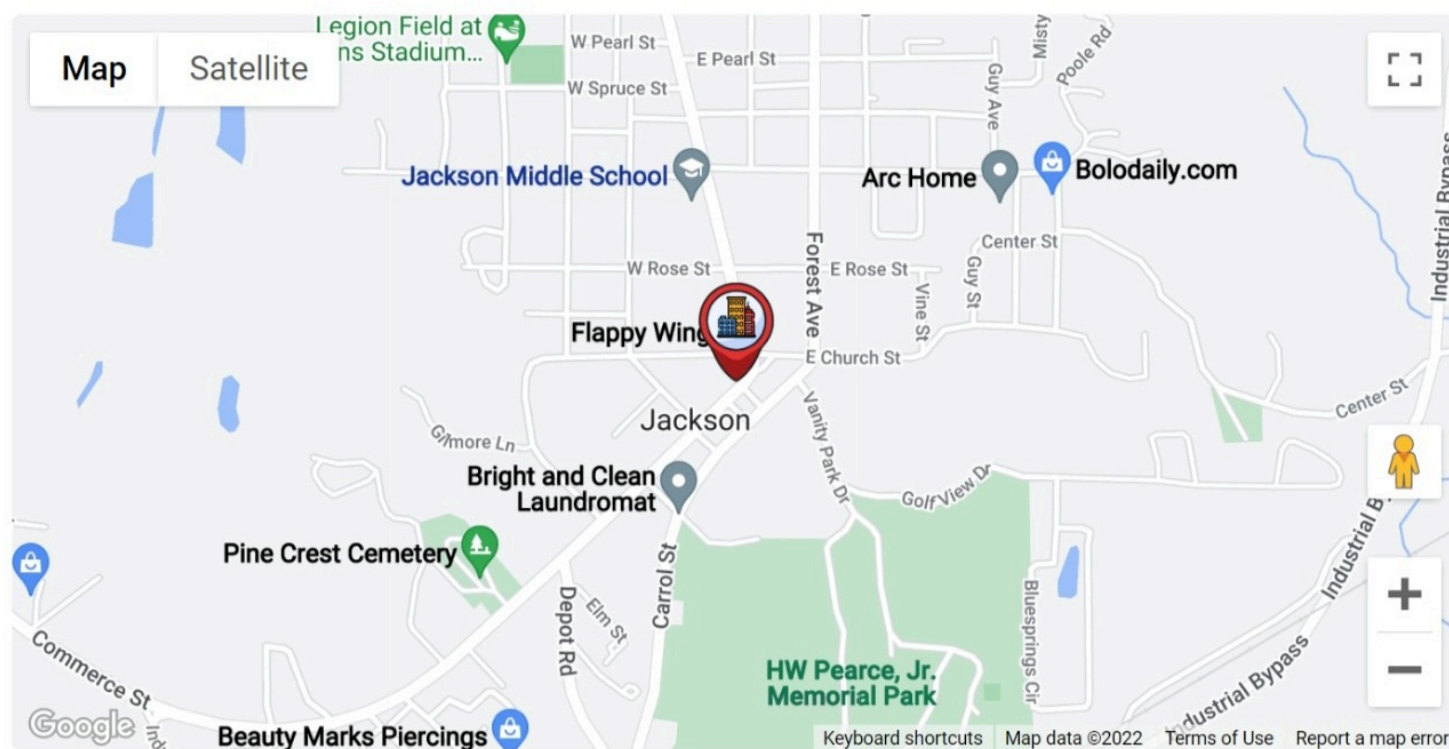 Legion Field at
ns Stadium...
Map
Satellite
W Pearl St
E Pearl St
Misty
Poole Rd
Guy Ave
W Spruce St
Jackson Middle School
Arc Home
Bolodaily.com
Industrial Bypass
Forest Ave
Center St
W Rose St
E Rose St
Guy St
Vine St
Flappy Wing
E Church St
Center St
Jackson
Vanity Park Dr
Gilmore Ln
Bright and Clean
Laundromat
Golf View Dr
Pine Crest Cemetery
Industrial Bypass
Carrol St
Elm St
Depot Rd
Bluesprings Cir
Commerce St
HW Pearce, Jr.
Memorial Park
Industrial Bypass
Google
Beauty Marks Piercings
Keyboard shortcuts
Map data ©2022
Terms of Use
Report a map error